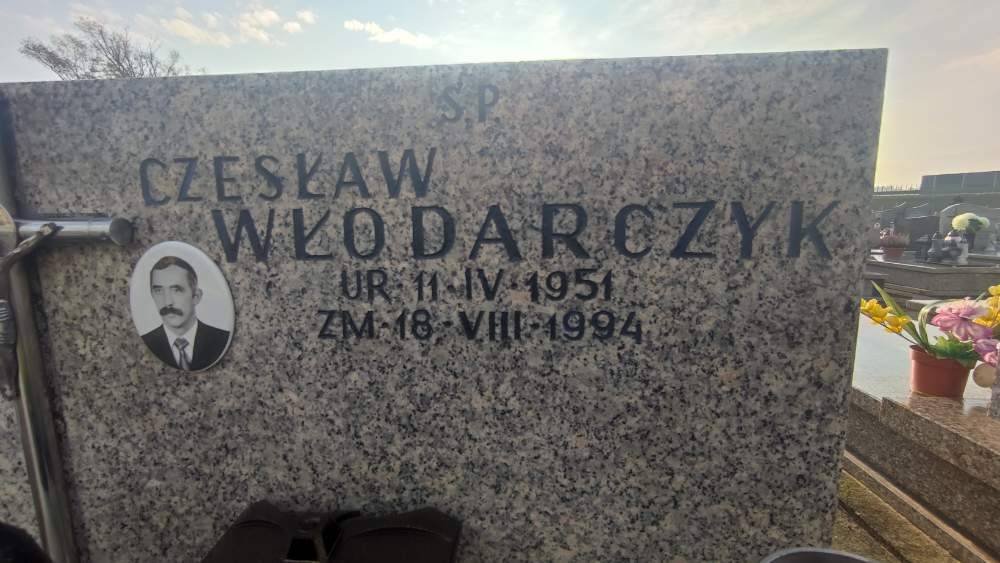 Ś.P.
CZESŁAW
WŁODARCZYK
UR·11·IV·1951
ZM·18·VIII·1994